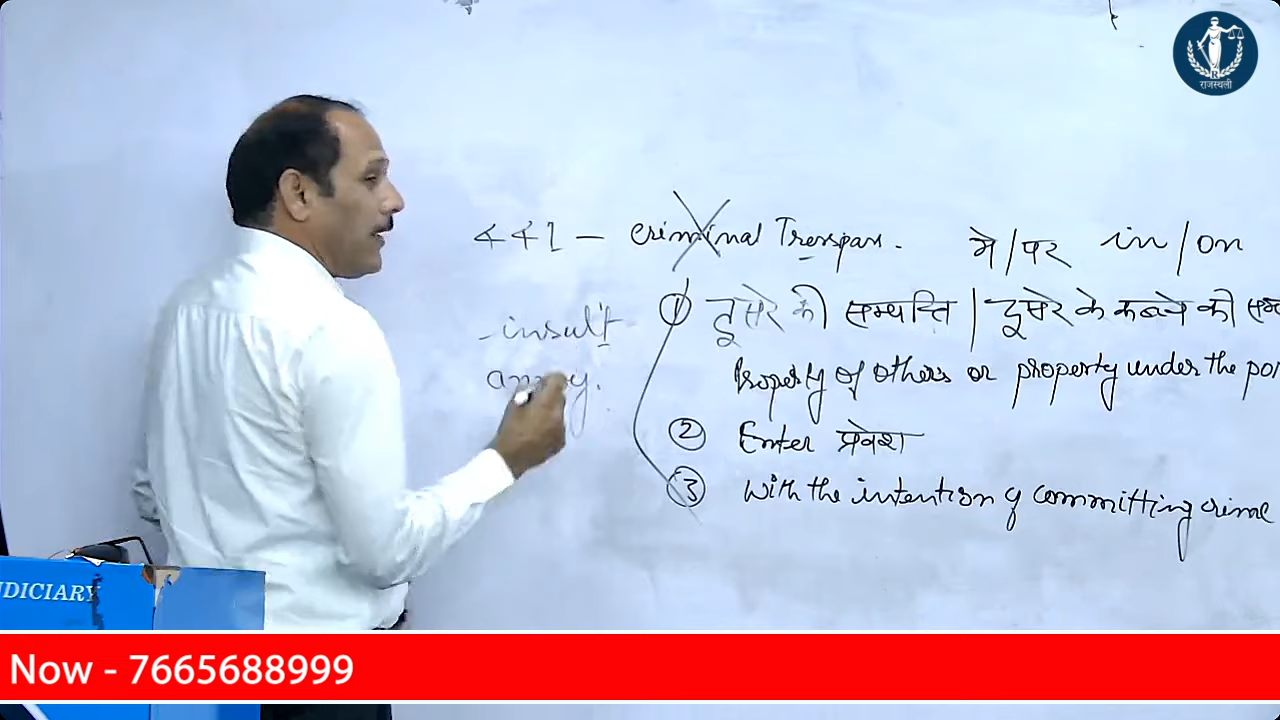 राजस्थली
441 - Criminal Trespass. मे/पर in/on
① दूसरे की सम्पत्ति | दूसरे के कब्जे की
Property of others or property under the
② Enter प्रवेश
③ With the intention of committing crime
- insult
annoy.
UDICIARY
Now - 7665688999